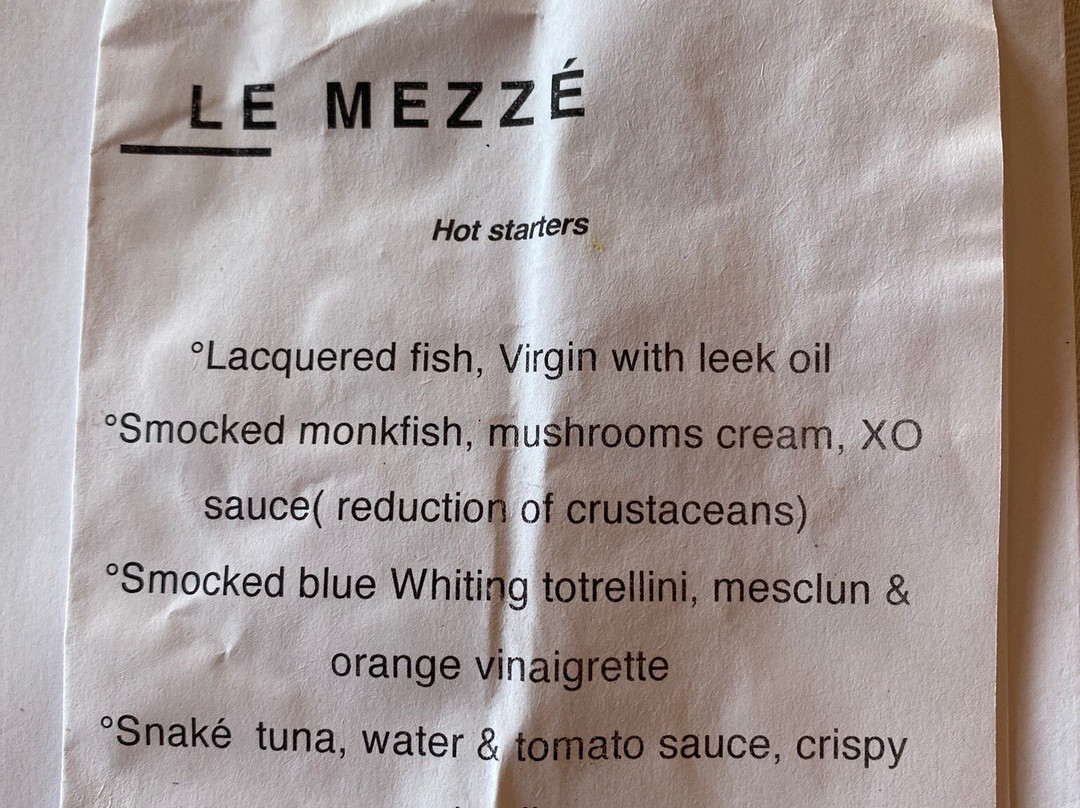 LE MEZZÉ
Hot starters
°Lacquered fish, Virgin with leek oil
°Smocked monkfish, mushrooms cream, XO
sauce( reduction of crustaceans)
°Smocked blue Whiting totrellini, mesclun &
orange vinaigrette
°Snaké tuna, water & tomato sauce, crispy